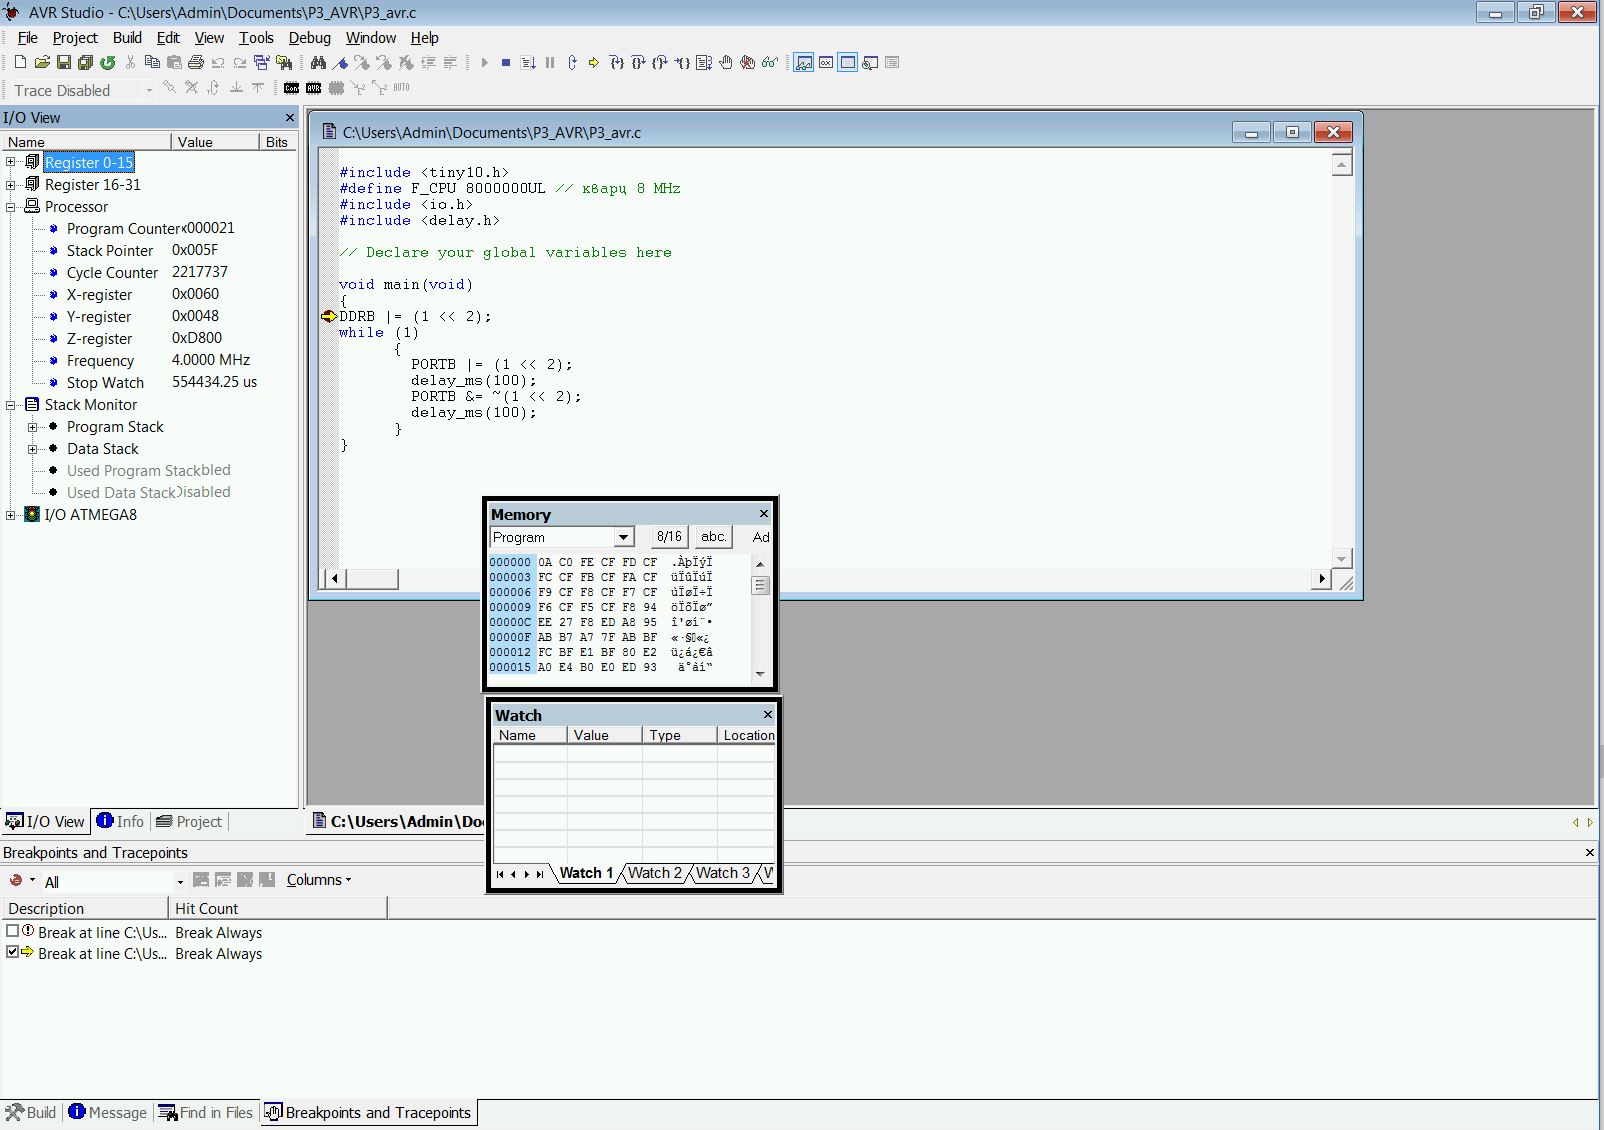 AVR Studio - C:\Users\Admin\Documents\P3_AVR\P3_avr.c
File Project Build Edit View Tools Debug Window Help
Trace Disabled
Con AVR AUTO
I/O View
Name Value Bits
Register 0-15
Register 16-31
Processor
Program Counter x000021
Stack Pointer 0x005F
Cycle Counter 2217737
X-register 0x0060
Y-register 0x0048
Z-register 0xD800
Frequency 4.0000 MHz
Stop Watch 554434.25 us
Stack Monitor
Program Stack
Data Stack
Used Program Stack bled
Used Data Stack Disabled
I/O ATMEGA8
I/O View Info Project
C:\Users\Admin\Documents\P3_AVR\P3_avr.c
#include <tiny10.h>
#define F_CPU 8000000UL // кварц 8 MHz
#include <io.h>
#include <delay.h>
// Declare your global variables here
void main(void)
{
DDRB |= (1 << 2);
while (1)
{
PORTB |= (1 << 2);
delay_ms(100);
PORTB &= ~(1 << 2);
delay_ms(100);
}
}
Memory
Program 8/16 abc. Ad
000000 0A C0 FE CF FD CF .ÀþÏýÏ
000003 FC CF FB CF FA CF üÏûÏúÏ
000006 F9 CF F8 CF F7 CF ùÏøÏ÷Ï
000009 F6 CF F5 CF F8 94 öÏõÏø”
00000C EE 27 F8 ED A8 95 î'øí¨•
00000F AB B7 A7 7F AB BF «·§▯«¿
000012 FC BF E1 BF 80 E2 ü¿á¿€â
000015 A0 E4 B0 E0 ED 93 ä°àí“
C:\Users\Admin\Do
Watch
Name Value Type Location
Watch 1 Watch 2 Watch 3
Breakpoints and Tracepoints
All Columns
Description Hit Count
Break at line C:\Us... Break Always
Break at line C:\Us... Break Always
Build Message Find in Files Breakpoints and Tracepoints